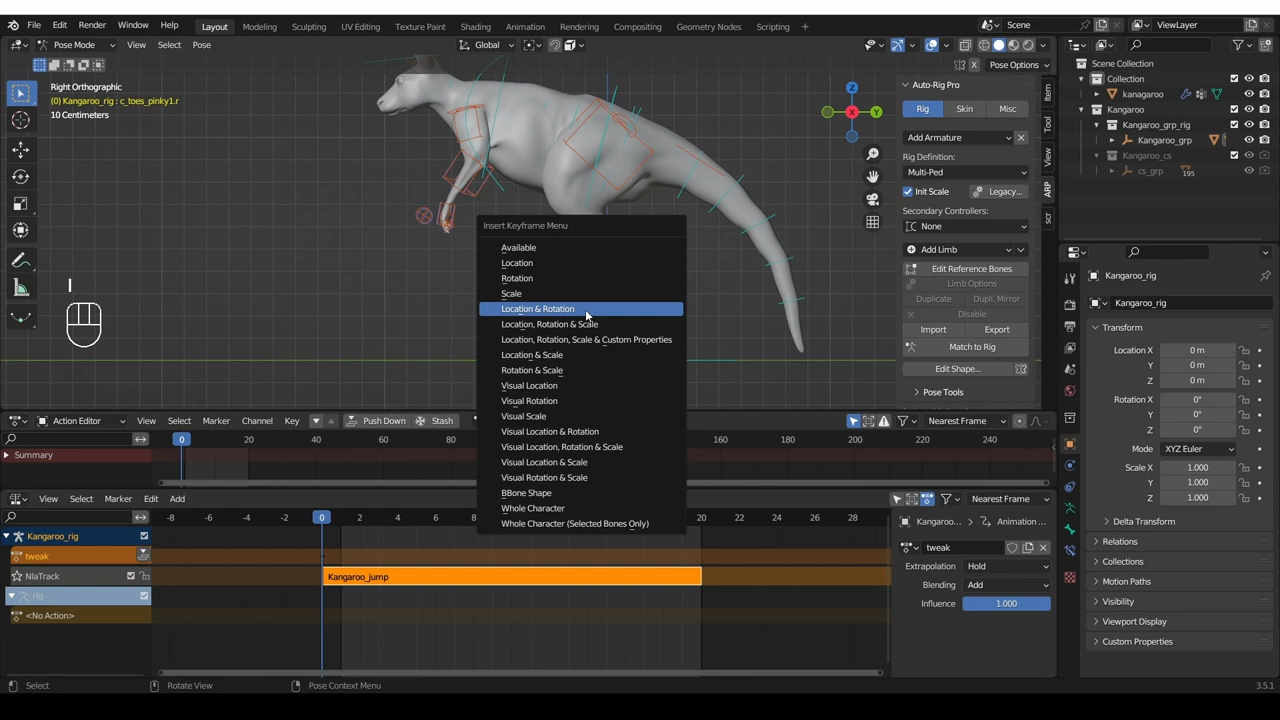 File Edit Render Window Help Layout Modeling Sculpting UV Editing Texture Paint Shading Animation Rendering Compositing Geometry Nodes Scripting + Scene ViewLayer
Pose Mode View Select Pose Global
Pose Options
Right Orthographic
(0) Kangaroo_rig : c_toes_pinky1.r
10 Centimeters
Z
X
Y
I
Insert Keyframe Menu
Available
Location
Rotation
Scale
Location & Rotation
Location, Rotation & Scale
Location, Rotation, Scale & Custom Properties
Location & Scale
Rotation & Scale
Visual Location
Visual Rotation
Visual Scale
Visual Location & Rotation
Visual Location, Rotation & Scale
Visual Location & Scale
Visual Rotation & Scale
BBone Shape
Whole Character
Whole Character (Selected Bones Only)
Auto-Rig Pro
Rig Skin Misc
Add Armature
Rig Definition:
Multi-Ped
Init Scale Legacy...
Secondary Controllers:
None
Add Limb
Edit Reference Bones
Limb Options
Duplicate Dupli. Mirror
Disable
Import Export
Match to Rig
Edit Shape...
Pose Tools
Item
Tool
View
ARP
scr
Scene Collection
Collection
kanagaroo
Kangaroo
Kangaroo_grp_rig
Kangaroo_grp
Kangaroo_cs
cs_grp 195
Kangaroo_rig
Kangaroo_rig
Transform
Location X 0 m
Y 0 m
Z 0 m
Rotation X 0°
Y 0°
Z 0°
Mode XYZ Euler
Scale X 1.000
Y 1.000
Z 1.000
Delta Transform
Relations
Collections
Motion Paths
Visibility
Viewport Display
Custom Properties
Action Editor View Select Marker Channel Key Push Down Stash Nearest Frame
0 20 40 60 80 160 180 200 220 240 260
Summary
View Select Marker Edit Add Nearest Frame
-8 -6 -4 -2 0 2 4 6 20 22 24 26 28
Kangaroo_rig
tweak
NlaTrack
Kangaroo_jump
rig
<No Action>
Kangaroo... Animation ...
tweak
Extrapolation Hold
Blending Add
Influence 1.000
Select Rotate View Pose Context Menu 3.5.1